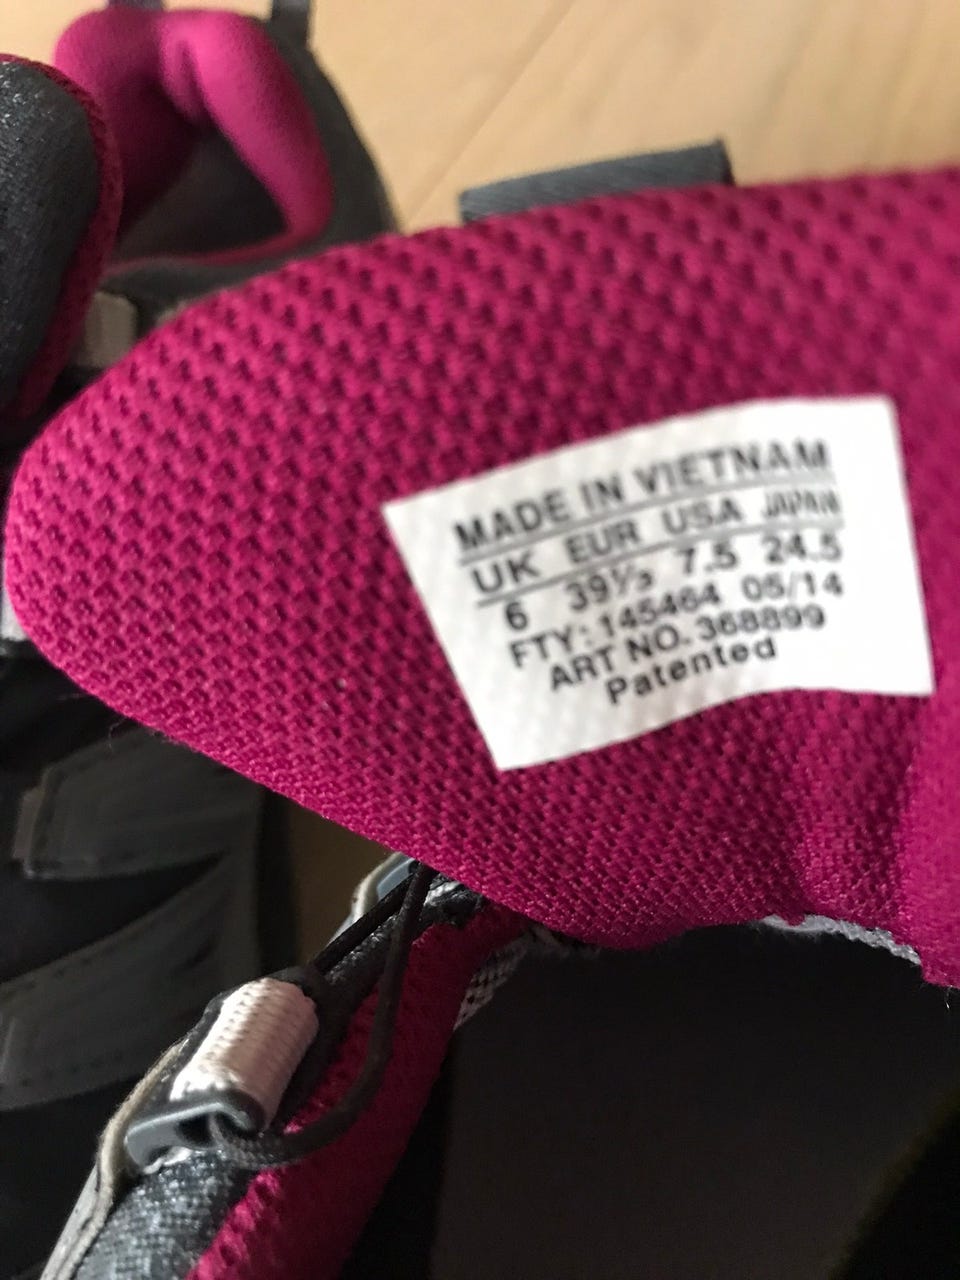 MADE IN VIETNAM
UK EUR USA JAPAN
6 39⅓ 7.5 24.5
FTY: 145464 05/14
ART NO. 368899
Patented